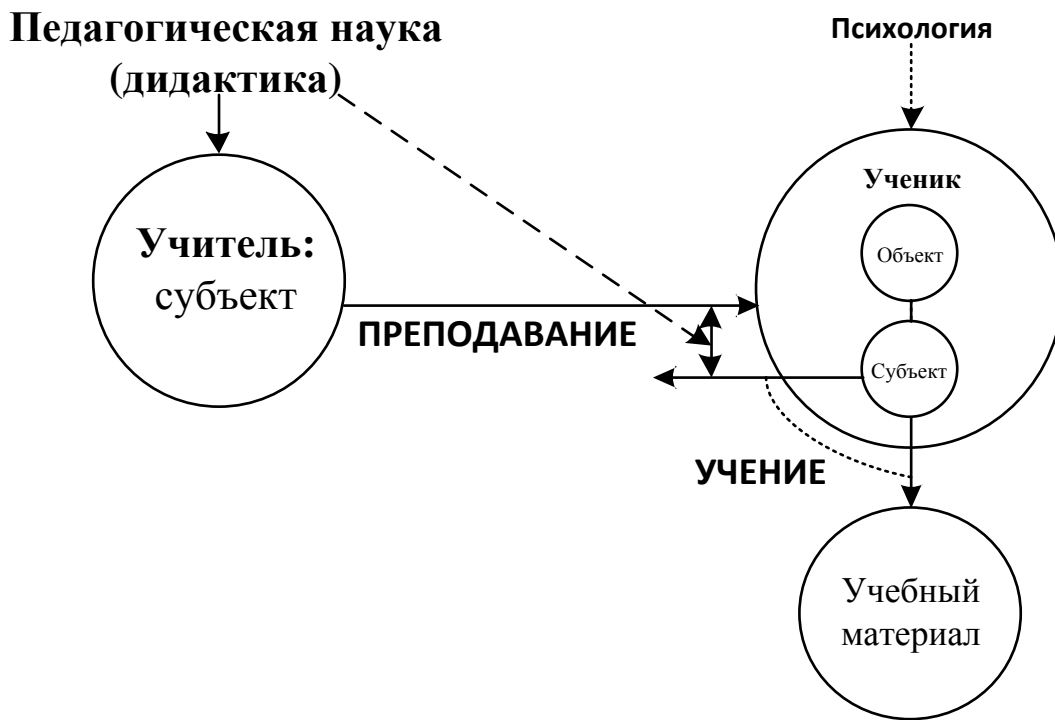 Педагогическая наука
(дидактика)
Психология
Ученик
Учитель:
субъект
Объект
ПРЕПОДАВАНИЕ
Субъект
УЧЕНИЕ
Учебный
материал